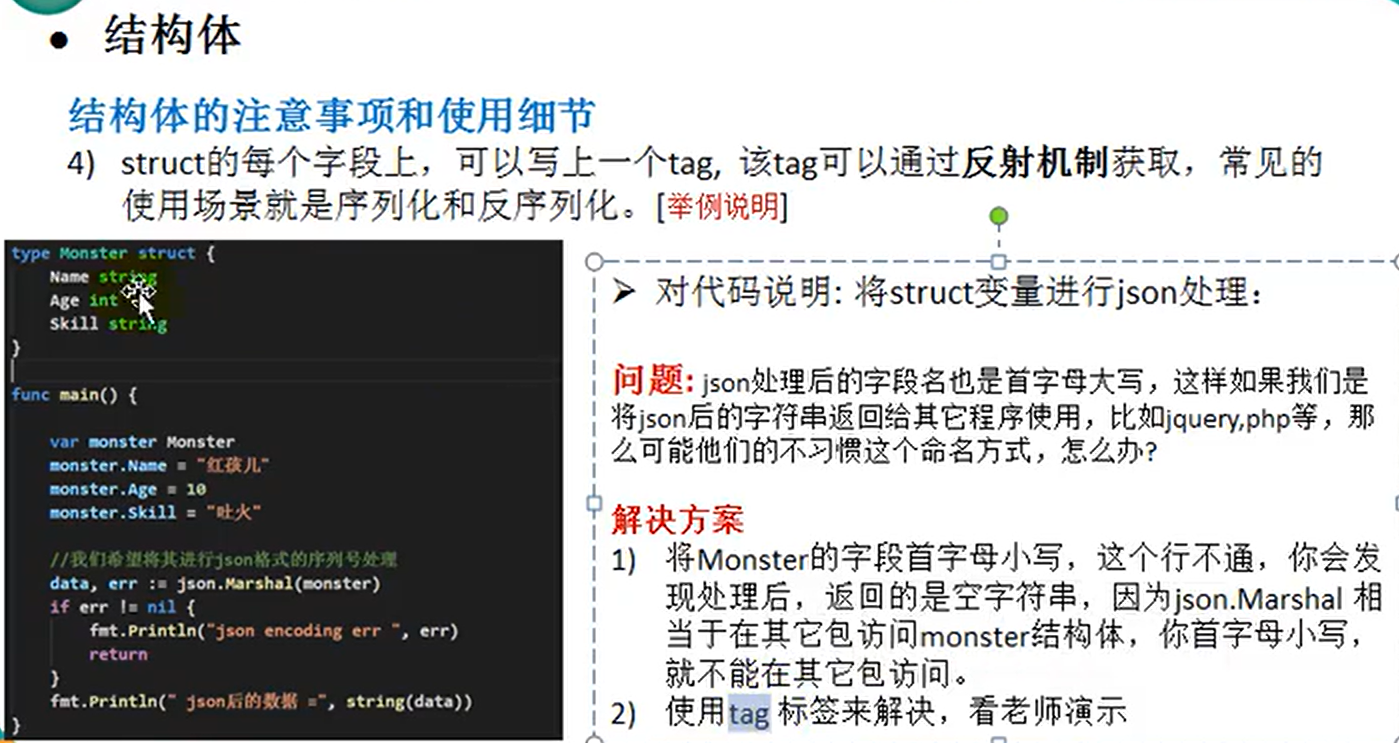 ● 结构体
结构体的注意事项和使用细节
4) struct的每个字段上，可以写上一个tag, 该tag可以通过反射机制获取，常见的
使用场景就是序列化和反序列化。[举例说明]
type Monster struct {
Name string
Age int
Skill string
}
func main() {
var monster Monster
monster.Name = "红孩儿"
monster.Age = 10
monster.Skill = "吐火"
//我们希望将其进行json格式的序列号处理
data, err := json.Marshal(monster)
if err != nil {
fmt.Println("json encoding err ", err)
return
}
fmt.Println(" json后的数据 =", string(data))
}
➢ 对代码说明: 将struct变量进行json处理：
问题: json处理后的字段名也是首字母大写，这样如果我们是
将json后的字符串返回给其它程序使用，比如jquery,php等，那
么可能他们的不习惯这个命名方式，怎么办?
解决方案
1) 将Monster的字段首字母小写，这个行不通，你会发
现处理后，返回的是空字符串，因为json.Marshal 相
当于在其它包访问monster结构体，你首字母小写，
就不能在其它包访问。
2) 使用tag 标签来解决，看老师演示